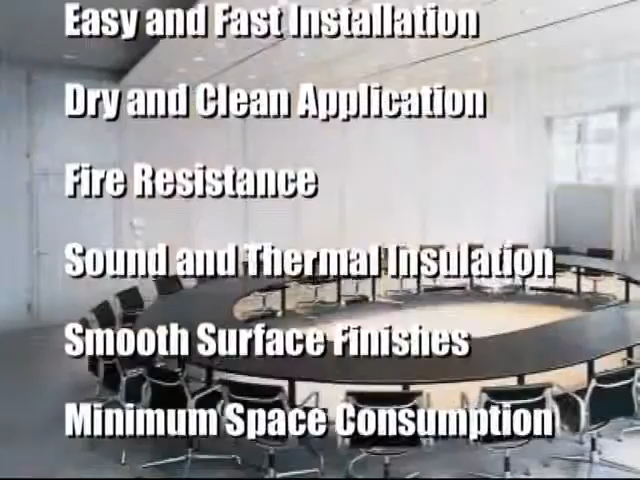 Easy and Fast Installation
Dry and Clean Application
Fire Resistance
Sound and Thermal Insulation
Smooth Surface Finishes
Minimum Space Consumption